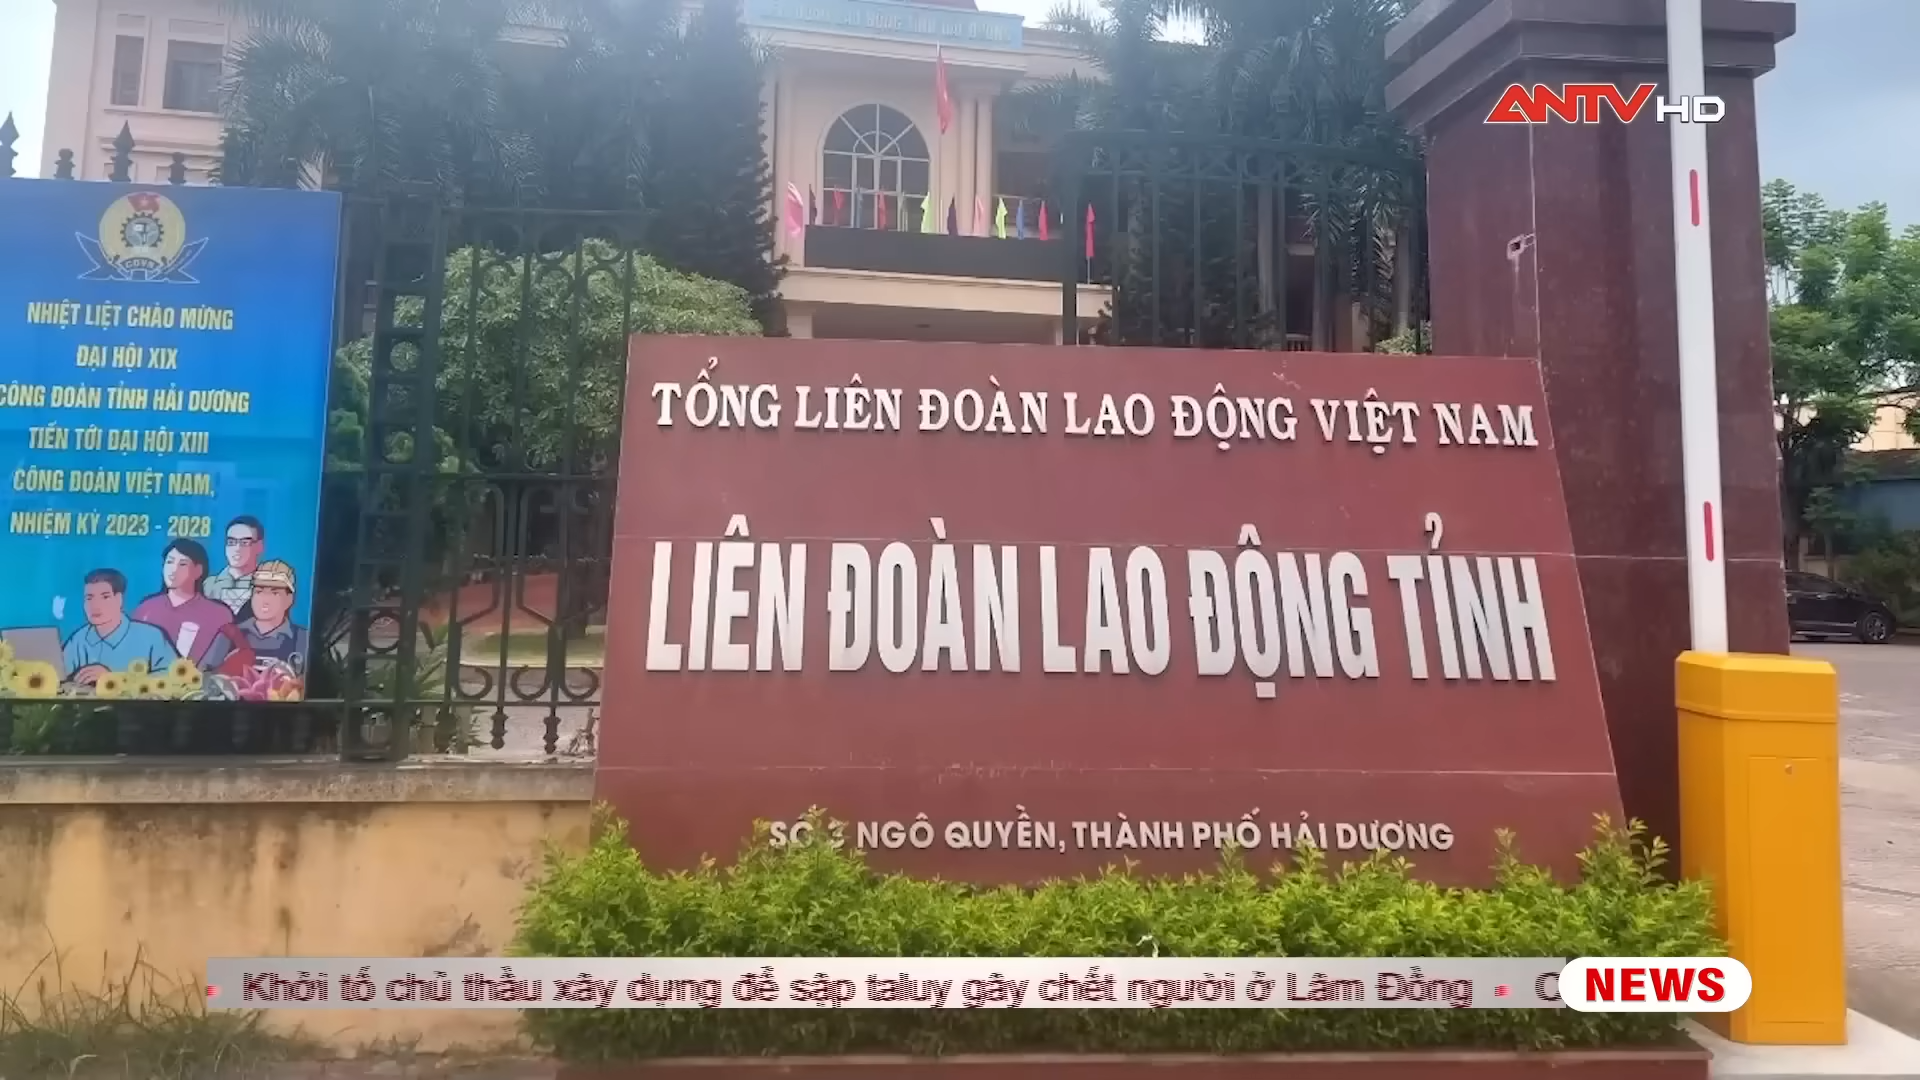 ANTV HD
NHIỆT LIỆT CHÀO MỪNG
ĐẠI HỘI XIX
CÔNG ĐOÀN TỈNH HẢI DƯƠNG
TIẾN TỚI ĐẠI HỘI XIII
CÔNG ĐOÀN VIỆT NAM,
NHIỆM KỲ 2023 - 2028
TỔNG LIÊN ĐOÀN LAO ĐỘNG VIỆT NAM
LIÊN ĐOÀN LAO ĐỘNG TỈNH
SỐ 3 NGÔ QUYỀN, THÀNH PHỐ HẢI DƯƠNG
Khởi tố chủ thầu xây dựng để sập taluy gây chết người ở Lâm Đồng
NEWS